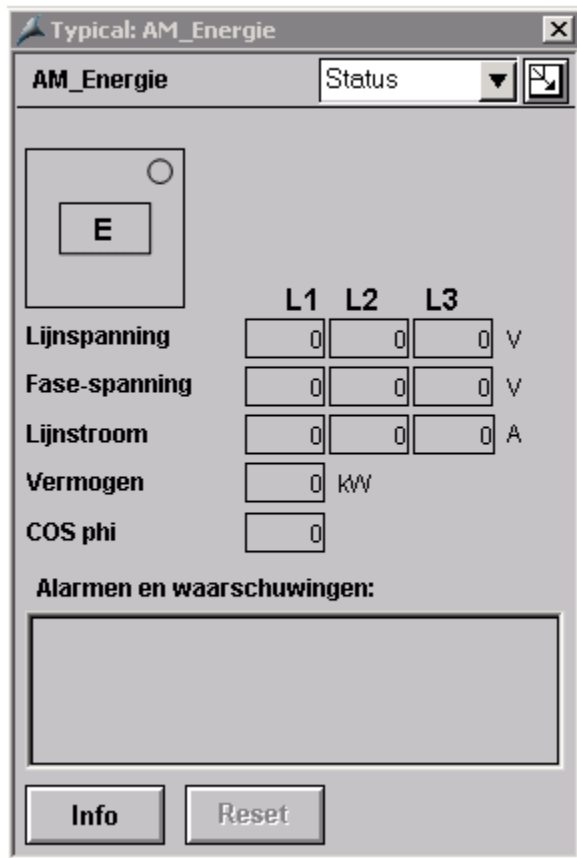 Typical: AM_Energie
AM_Energie Status
E
L1 L2 L3
Lijnspanning 0 0 0 V
Fase-spanning 0 0 0 V
Lijnstroom 0 0 0 A
Vermogen 0 kW
COS phi 0
Alarmen en waarschuwingen:
Info Reset